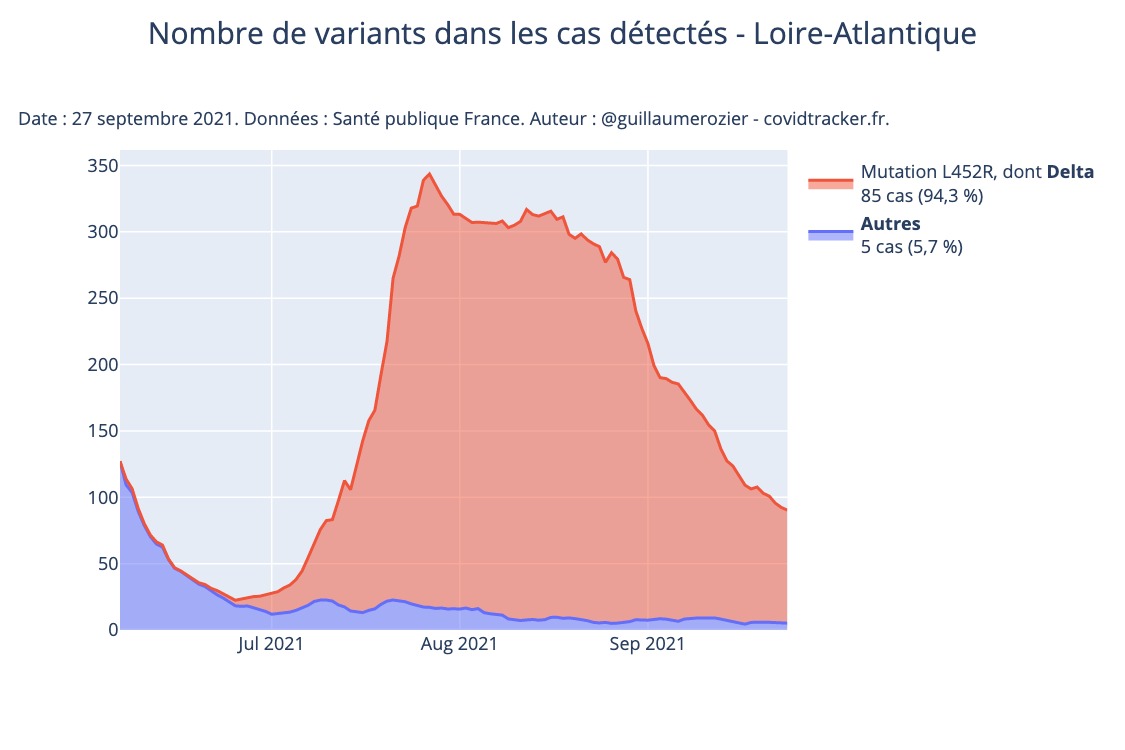 Nombre de variants dans les cas détectés - Loire-Atlantique
Date : 27 septembre 2021. Données : Santé publique France. Auteur : @guillaumerozier - covidtracker.fr.
350
300
250
200
150
100
50
0
Jul 2021
Aug 2021
Sep 2021
Mutation L452R, dont Delta
85 cas (94,3 %)
Autres
5 cas (5,7 %)